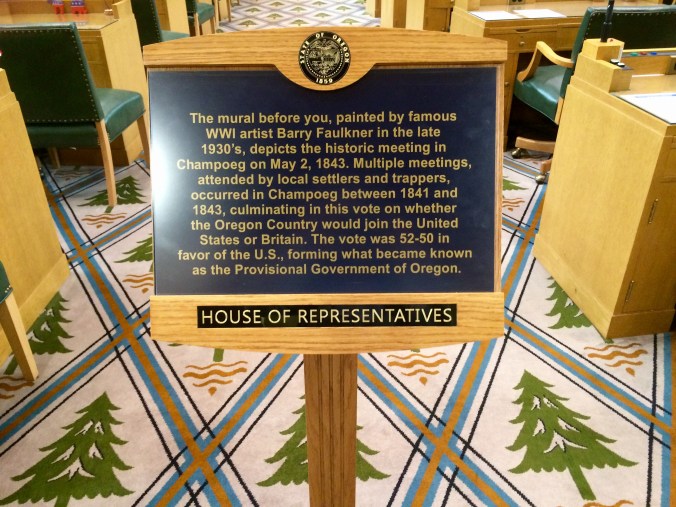 STATE OF OREGON
1859
The mural before you, painted by famous
WWI artist Barry Faulkner in the late
1930's, depicts the historic meeting in
Champoeg on May 2, 1843. Multiple meetings,
attended by local settlers and trappers,
occurred in Champoeg between 1841 and
1843, culminating in this vote on whether
the Oregon Country would join the United
States or Britain. The vote was 52-50 in
favor of the U.S., forming what became known
as the Provisional Government of Oregon.
HOUSE OF REPRESENTATIVES